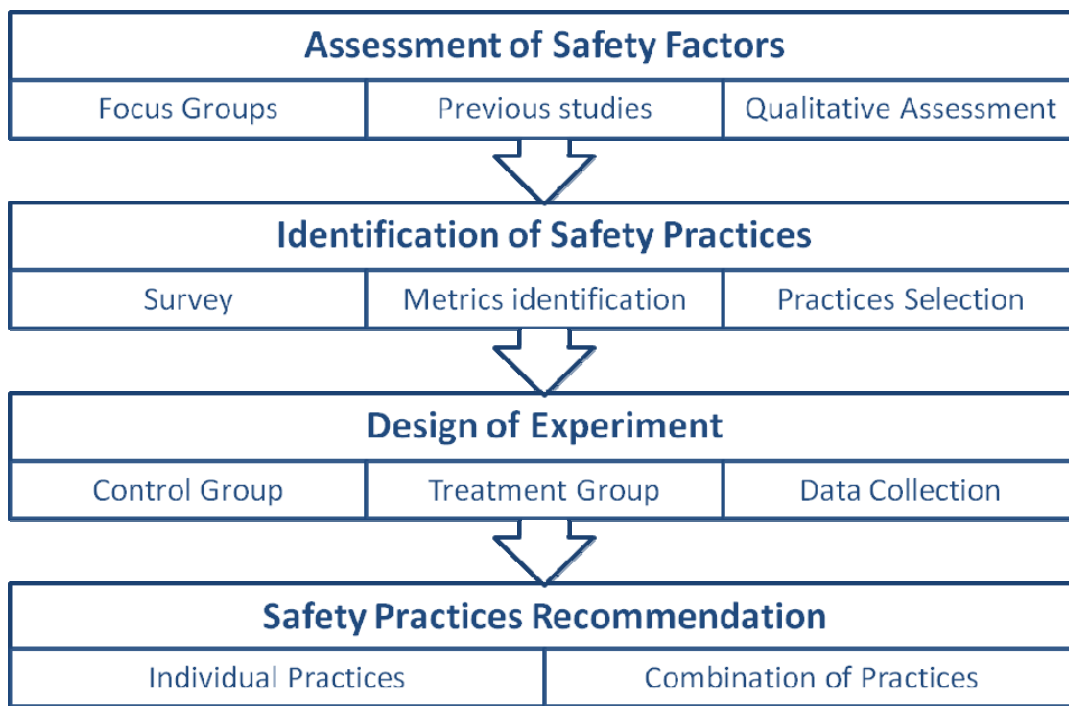 Assessment of Safety Factors
Focus Groups
Previous studies
Qualitative Assessment
Identification of Safety Practices
Survey
Metrics identification
Practices Selection
Design of Experiment
Control Group
Treatment Group
Data Collection
Safety Practices Recommendation
Individual Practices
Combination of Practices